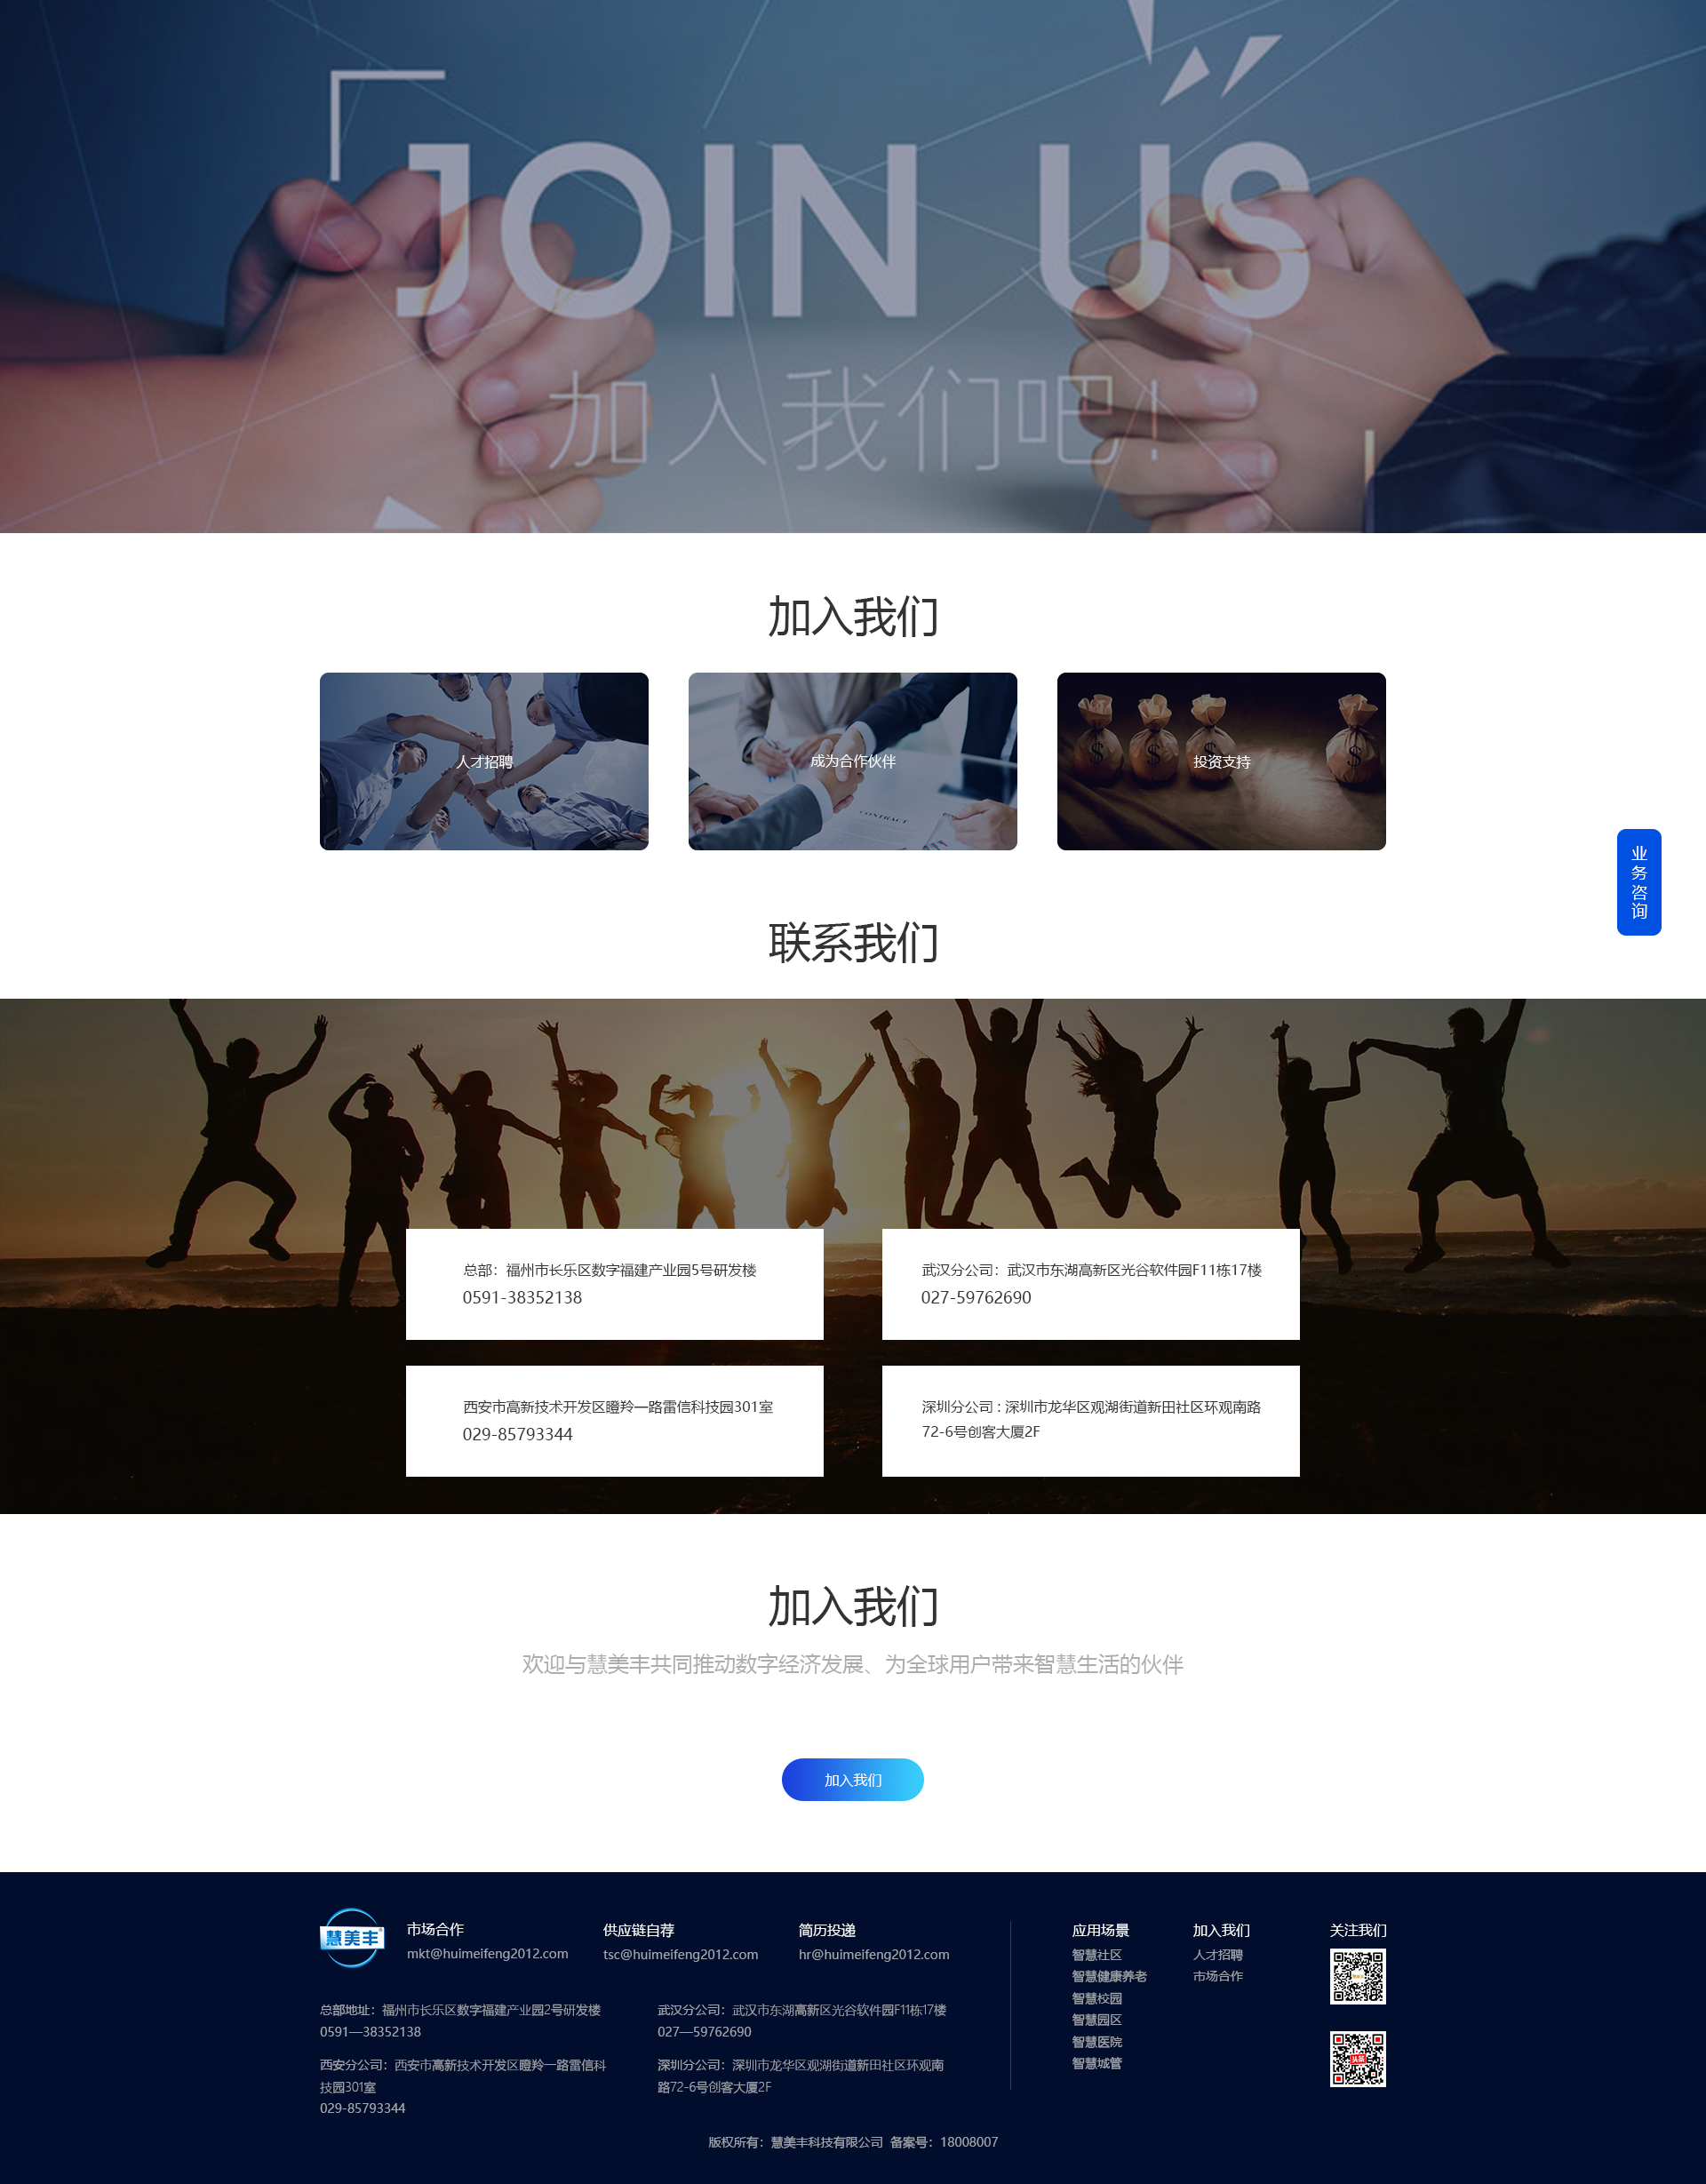 JOIN US
加入我们吧!
加入我们
人才招聘
成为合作伙伴
CONTRACT
投资支持
业务咨询
联系我们
总部：福州市长乐区数字福建产业园5号研发楼
0591-38352138
武汉分公司：武汉市东湖高新区光谷软件园F11栋17楼
027-59762690
西安市高新技术开发区瞪羚一路雷信科技园301室
029-85793344
深圳分公司 : 深圳市龙华区观湖街道新田社区环观南路
72-6号创客大厦2F
加入我们
欢迎与慧美丰共同推动数字经济发展、为全球用户带来智慧生活的伙伴
加入我们
慧美丰
市场合作
mkt@huimeifeng2012.com
供应链自荐
tsc@huimeifeng2012.com
简历投递
hr@huimeifeng2012.com
总部地址：福州市长乐区数字福建产业园2号研发楼
0591—38352138
武汉分公司：武汉市东湖高新区光谷软件园F11栋17楼
027—59762690
西安分公司：西安市高新技术开发区瞪羚一路雷信科
技园301室
029-85793344
深圳分公司：深圳市龙华区观湖街道新田社区环观南
路72-6号创客大厦2F
应用场景
智慧社区
智慧健康养老
智慧校园
智慧园区
智慧医院
智慧城管
加入我们
人才招聘
市场合作
关注我们
版权所有：慧美丰科技有限公司 备案号：18008007